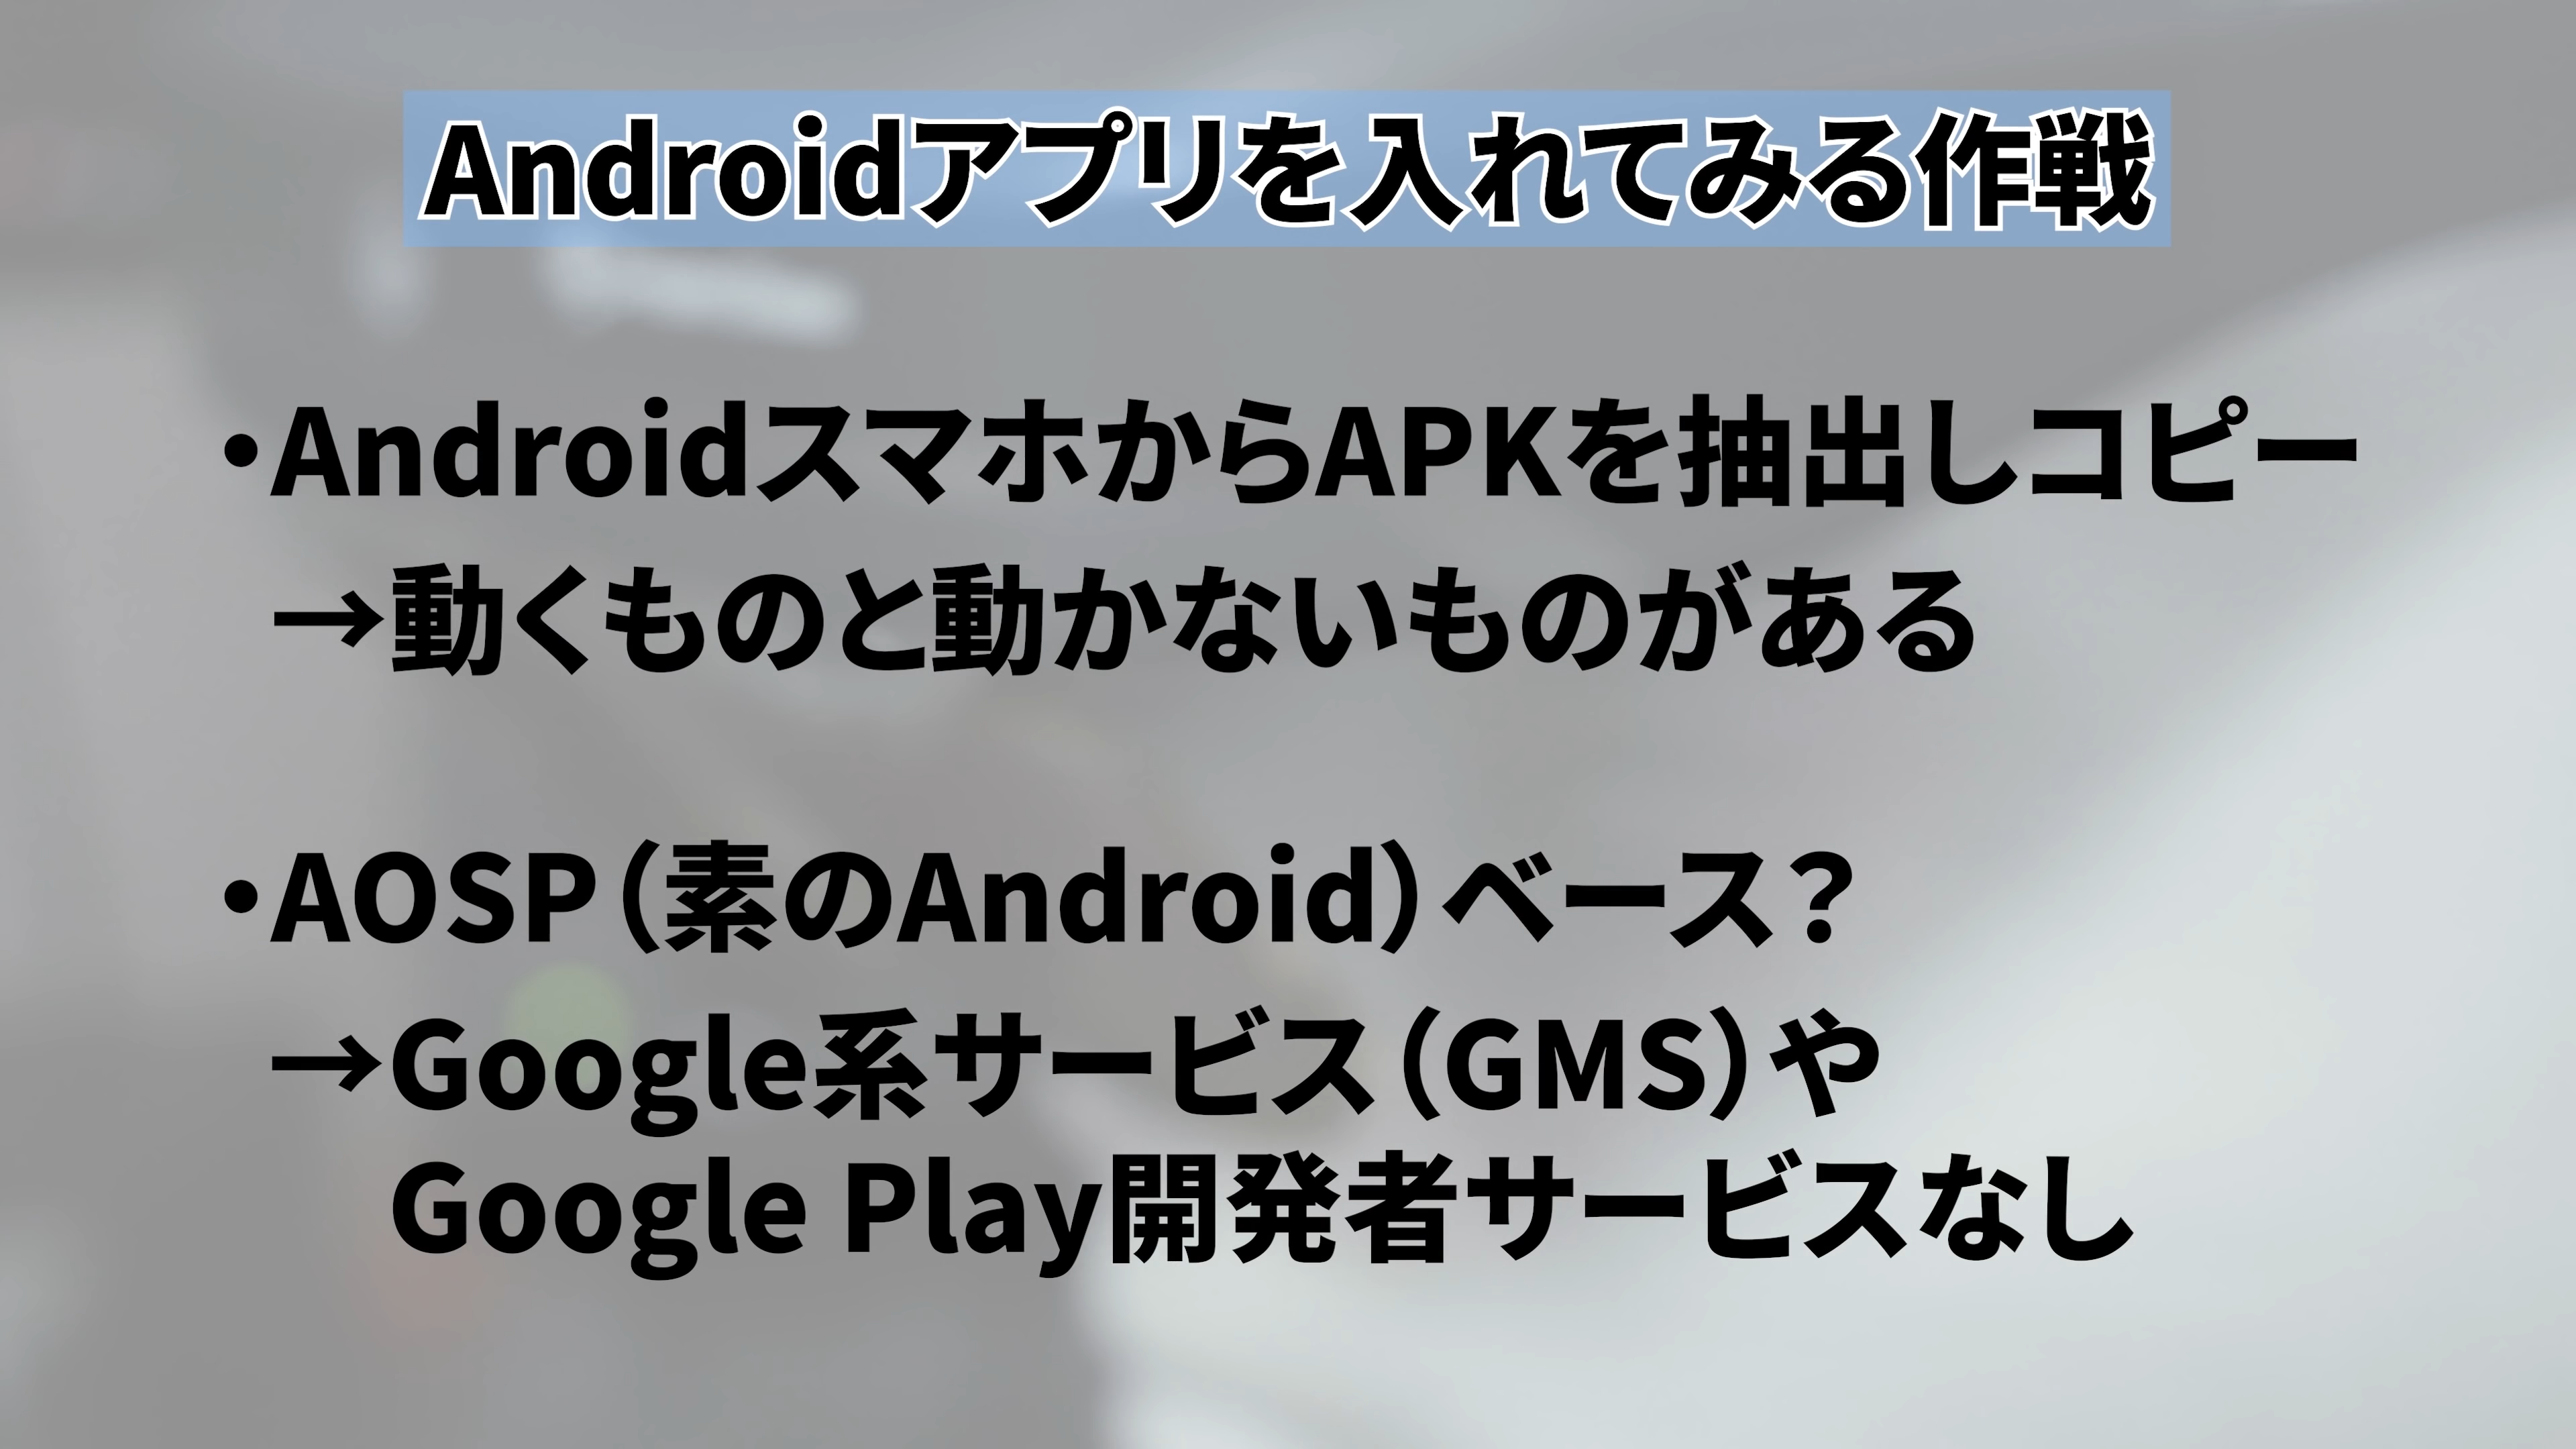 Androidアプリを入れてみる作戦
・AndroidスマホからAPKを抽出しコピー
→動くものと動かないものがある
・AOSP(素のAndroid)ベース？
→Google系サービス(GMS)や
Google Play開発者サービスなし